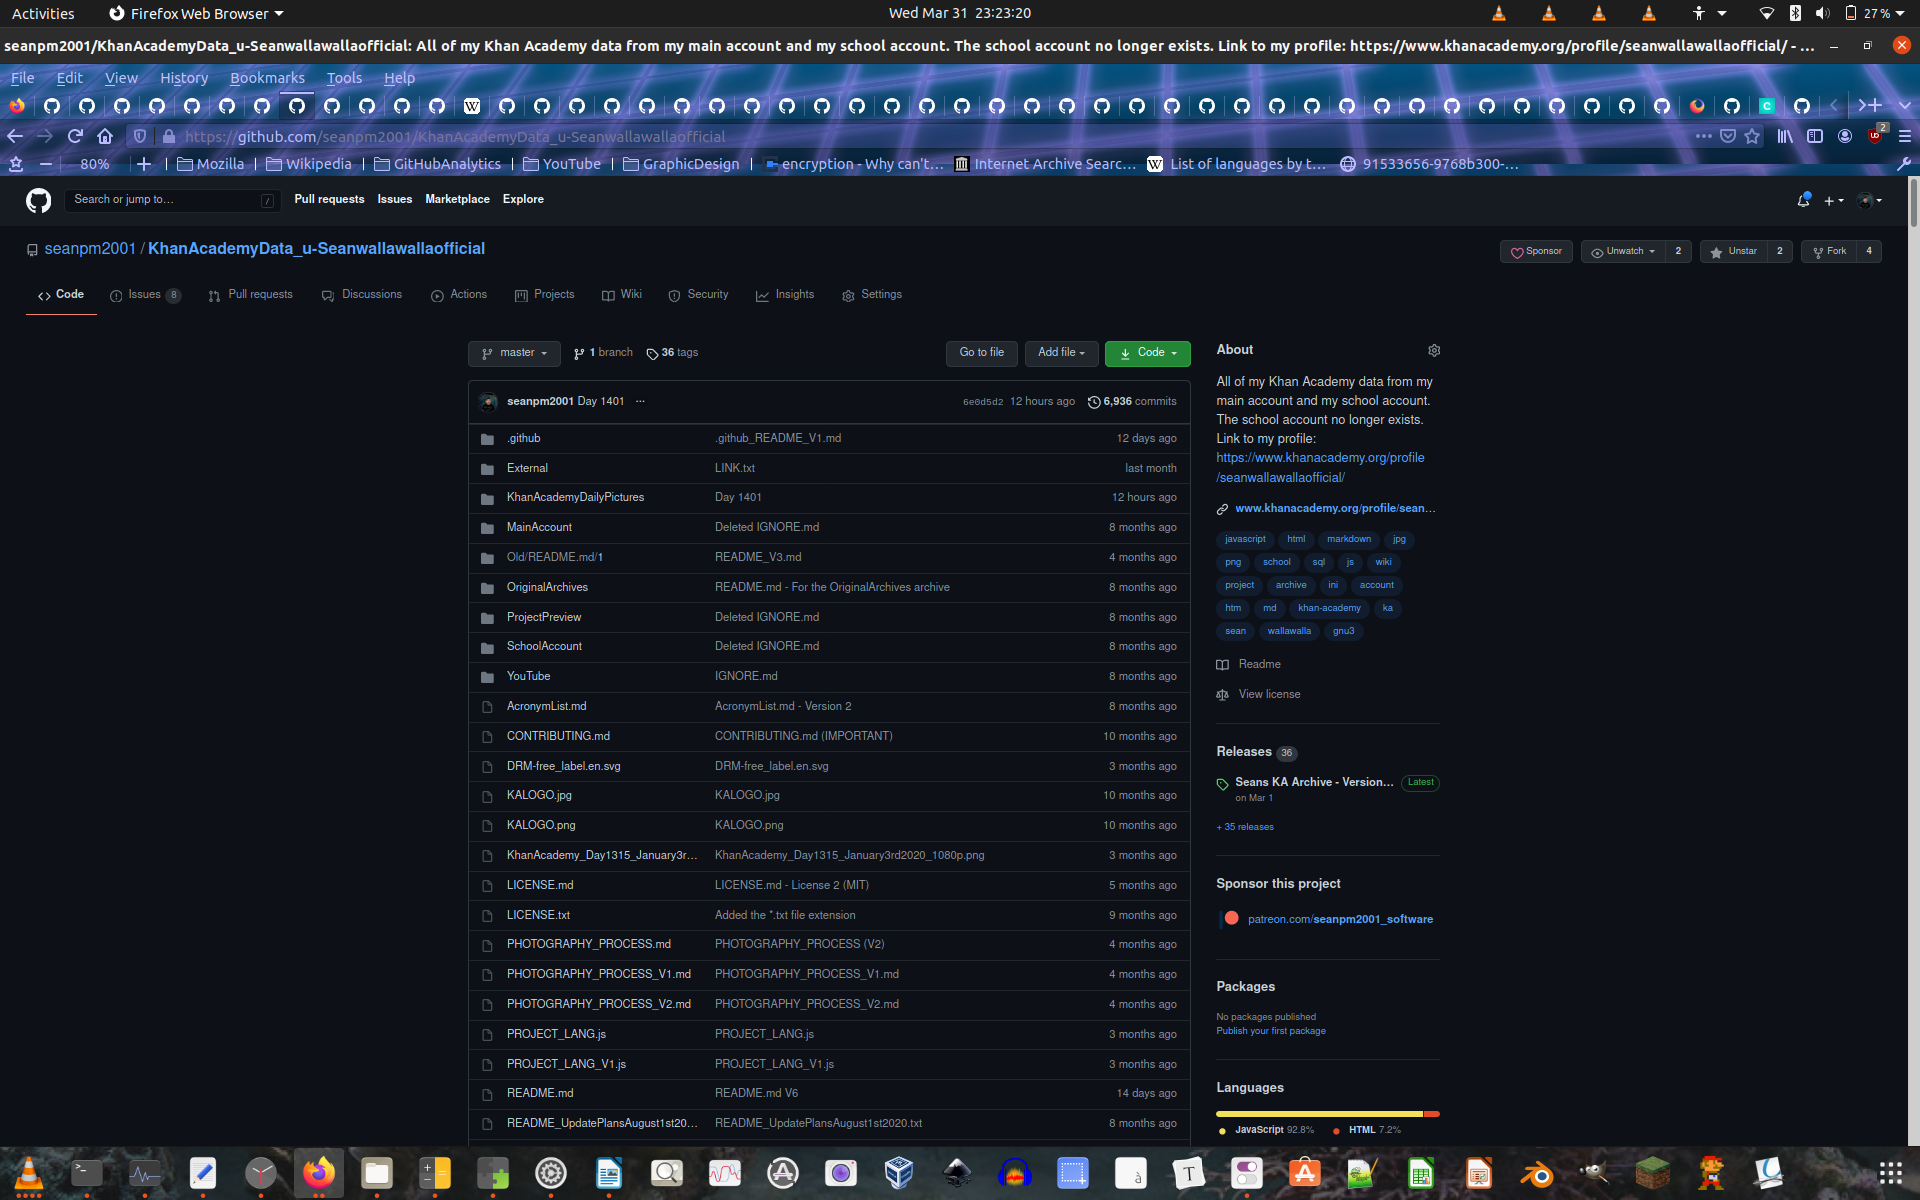 Activities
Firefox Web Browser
Wed Mar 31 23:23:20
27 %
seanpm2001/KhanAcademyData_u-Seanwallawallaofficial: All of my Khan Academy data from my main account and my school account. The school account no longer exists. Link to my profile: https://www.khanacademy.org/profile/seanwallawallaofficial/ - …
File Edit View History Bookmarks Tools Help
https://github.com/seanpm2001/KhanAcademyData_u-Seanwallawallaofficial
2
80%
Mozilla
Wikipedia
GitHubAnalytics
YouTube
GraphicDesign
encryption - Why can't…
Internet Archive Searc…
List of languages by t…
91533656-9768b300-…
Search or jump to…
/
Pull requests Issues Marketplace Explore
seanpm2001 / KhanAcademyData_u-Seanwallawallaofficial
Sponsor
Unwatch 2
Unstar 2
Fork 4
Code
Issues 8
Pull requests
Discussions
Actions
Projects
Wiki
Security
Insights
Settings
master
1 branch
36 tags
Go to file
Add file
Code
seanpm2001 Day 1401 ...
6e0d5d2 12 hours ago
6,936 commits
.github .github_README_V1.md 12 days ago
External LINK.txt last month
KhanAcademyDailyPictures Day 1401 12 hours ago
MainAccount Deleted IGNORE.md 8 months ago
Old/README.md/1 README_V3.md 4 months ago
OriginalArchives README.md - For the OriginalArchives archive 8 months ago
ProjectPreview Deleted IGNORE.md 8 months ago
SchoolAccount Deleted IGNORE.md 8 months ago
YouTube IGNORE.md 8 months ago
AcronymList.md AcronymList.md - Version 2 8 months ago
CONTRIBUTING.md CONTRIBUTING.md (IMPORTANT) 10 months ago
DRM-free_label.en.svg DRM-free_label.en.svg 3 months ago
KALOGO.jpg KALOGO.jpg 10 months ago
KALOGO.png KALOGO.png 10 months ago
KhanAcademy_Day1315_January3r… KhanAcademy_Day1315_January3rd2020_1080p.png 3 months ago
LICENSE.md LICENSE.md - License 2 (MIT) 5 months ago
LICENSE.txt Added the *.txt file extension 9 months ago
PHOTOGRAPHY_PROCESS.md PHOTOGRAPHY_PROCESS (V2) 4 months ago
PHOTOGRAPHY_PROCESS_V1.md PHOTOGRAPHY_PROCESS_V1.md 4 months ago
PHOTOGRAPHY_PROCESS_V2.md PHOTOGRAPHY_PROCESS_V2.md 4 months ago
PROJECT_LANG.js PROJECT_LANG.js 3 months ago
PROJECT_LANG_V1.js PROJECT_LANG_V1.js 3 months ago
README.md README.md V6 14 days ago
README_UpdatePlansAugust1st20… README_UpdatePlansAugust1st2020.txt 8 months ago
About
All of my Khan Academy data from my
main account and my school account.
The school account no longer exists.
Link to my profile:
https://www.khanacademy.org/profile
/seanwallawallaofficial/
www.khanacademy.org/profile/sean…
javascript html markdown jpg
png school sql js wiki
project archive ini account
htm md khan-academy ka
sean wallawalla gnu3
Readme
View license
Releases 36
Seans KA Archive - Version… Latest
on Mar 1
+ 35 releases
Sponsor this project
patreon.com/seanpm2001_software
Packages
No packages published
Publish your first package
Languages
JavaScript 92.8% HTML 7.2%